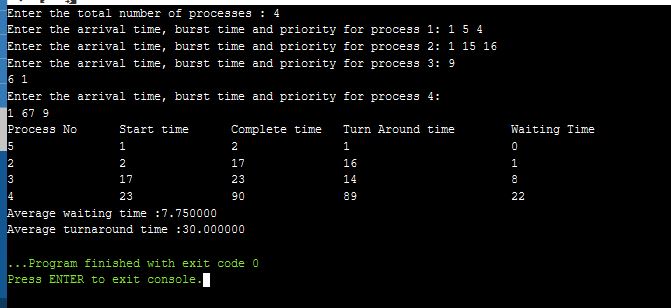 Enter the total number of processes : 4
Enter the arrival time, burst time and priority for process 1: 1 5 4
Enter the arrival time, burst time and priority for process 2: 1 15 16
Enter the arrival time, burst time and priority for process 3: 9
6 1
Enter the arrival time, burst time and priority for process 4:
1 67 9
Process No Start time Complete time Turn Around time Waiting Time
5 1 2 1 0
2 2 17 16 1
3 17 23 14 8
4 23 90 89 22
Average waiting time :7.750000
Average turnaround time :30.000000
...Program finished with exit code 0
Press ENTER to exit console.